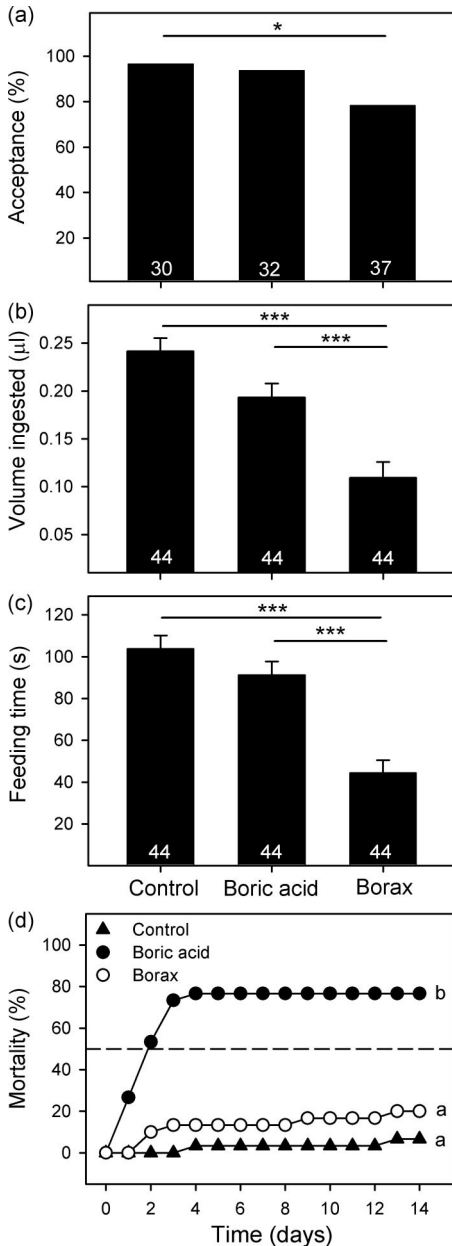 (a)
*
Acceptance (%)
100
80
60
40
20
30 32 37
(b)
***
***
Volume ingested (µl)
0.25
0.20
0.15
0.10
0.05
44 44 44
(c)
***
***
Feeding time (s)
120
100
80
60
40
20
44 44 44
Control Boric acid Borax
(d)
Control
Boric acid
Borax
Mortality (%)
100
80
60
40
20
0
b
a
a
0 2 4 6 8 10 12 14
Time (days)